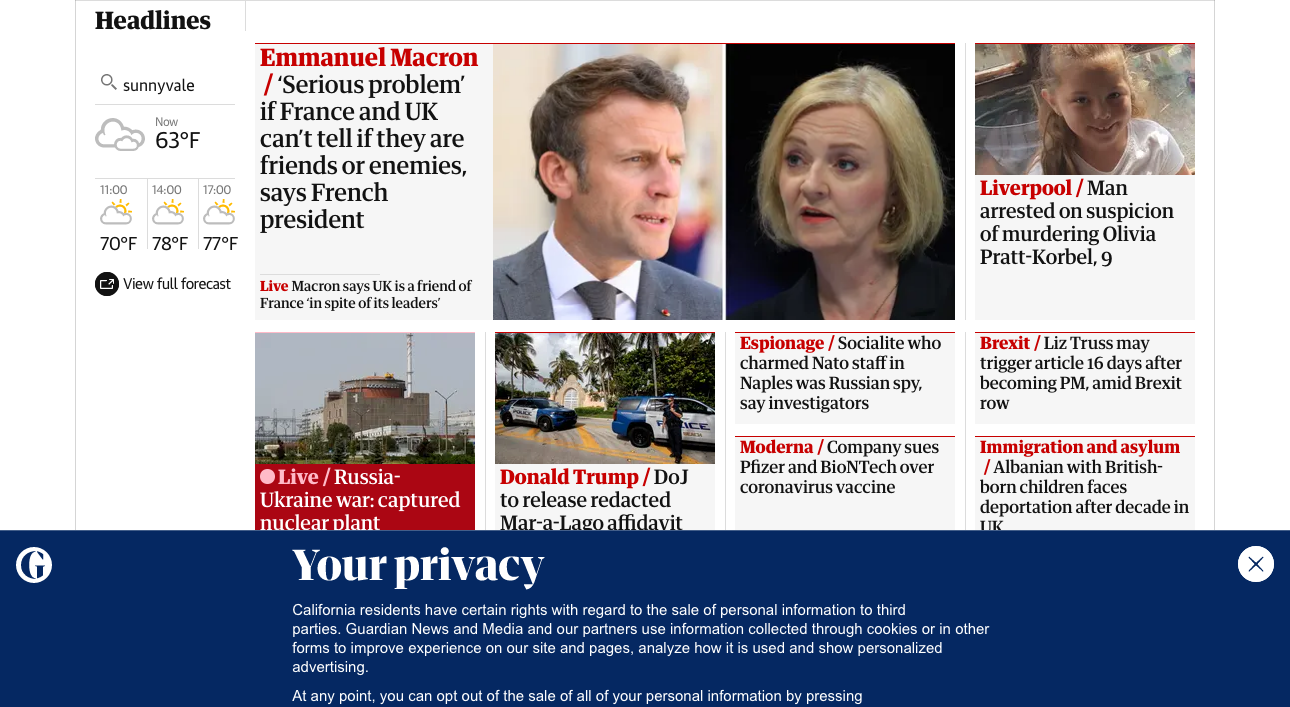 Headlines
sunnyvale
Now
63°F
11:00
14:00
17:00
70°F
78°F
77°F
View full forecast
Emmanuel Macron
/ ‘Serious problem’
if France and UK
can’t tell if they are
friends or enemies,
says French
president
Live Macron says UK is a friend of
France ‘in spite of its leaders’
Liverpool / Man
arrested on suspicion
of murdering Olivia
Pratt-Korbel, 9
Live / Russia-
Ukraine war: captured
nuclear plant
POLICE
POLICE
Donald Trump / DoJ
to release redacted
Mar-a-Lago affidavit
Espionage / Socialite who
charmed Nato staff in
Naples was Russian spy,
say investigators
Moderna / Company sues
Pfizer and BioNTech over
coronavirus vaccine
Brexit / Liz Truss may
trigger article 16 days after
becoming PM, amid Brexit
row
Immigration and asylum
/ Albanian with British-
born children faces
deportation after decade in
UK
Your privacy
California residents have certain rights with regard to the sale of personal information to third
parties. Guardian News and Media and our partners use information collected through cookies or in other
forms to improve experience on our site and pages, analyze how it is used and show personalized
advertising.
At any point, you can opt out of the sale of all of your personal information by pressing